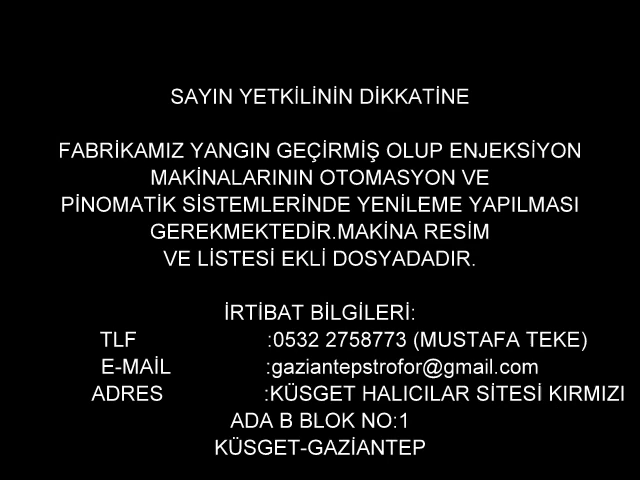 SAYIN YETKİLİNİN DİKKATİNE
FABRİKAMIZ YANGIN GEÇİRMİŞ OLUP ENJEKSİYON
MAKİNALARININ OTOMASYON VE
PİNOMATİK SİSTEMLERİNDE YENİLEME YAPILMASI
GEREKMEKTEDİR.MAKİNA RESİM
VE LİSTESİ EKLİ DOSYADADIR.
İRTİBAT BİLGİLERİ:
TLF :0532 2758773 (MUSTAFA TEKE)
E-MAİL :gaziantepstrofor@gmail.com
ADRES :KÜSGET HALICILAR SİTESİ KIRMIZI
ADA B BLOK NO:1
KÜSGET-GAZİANTEP